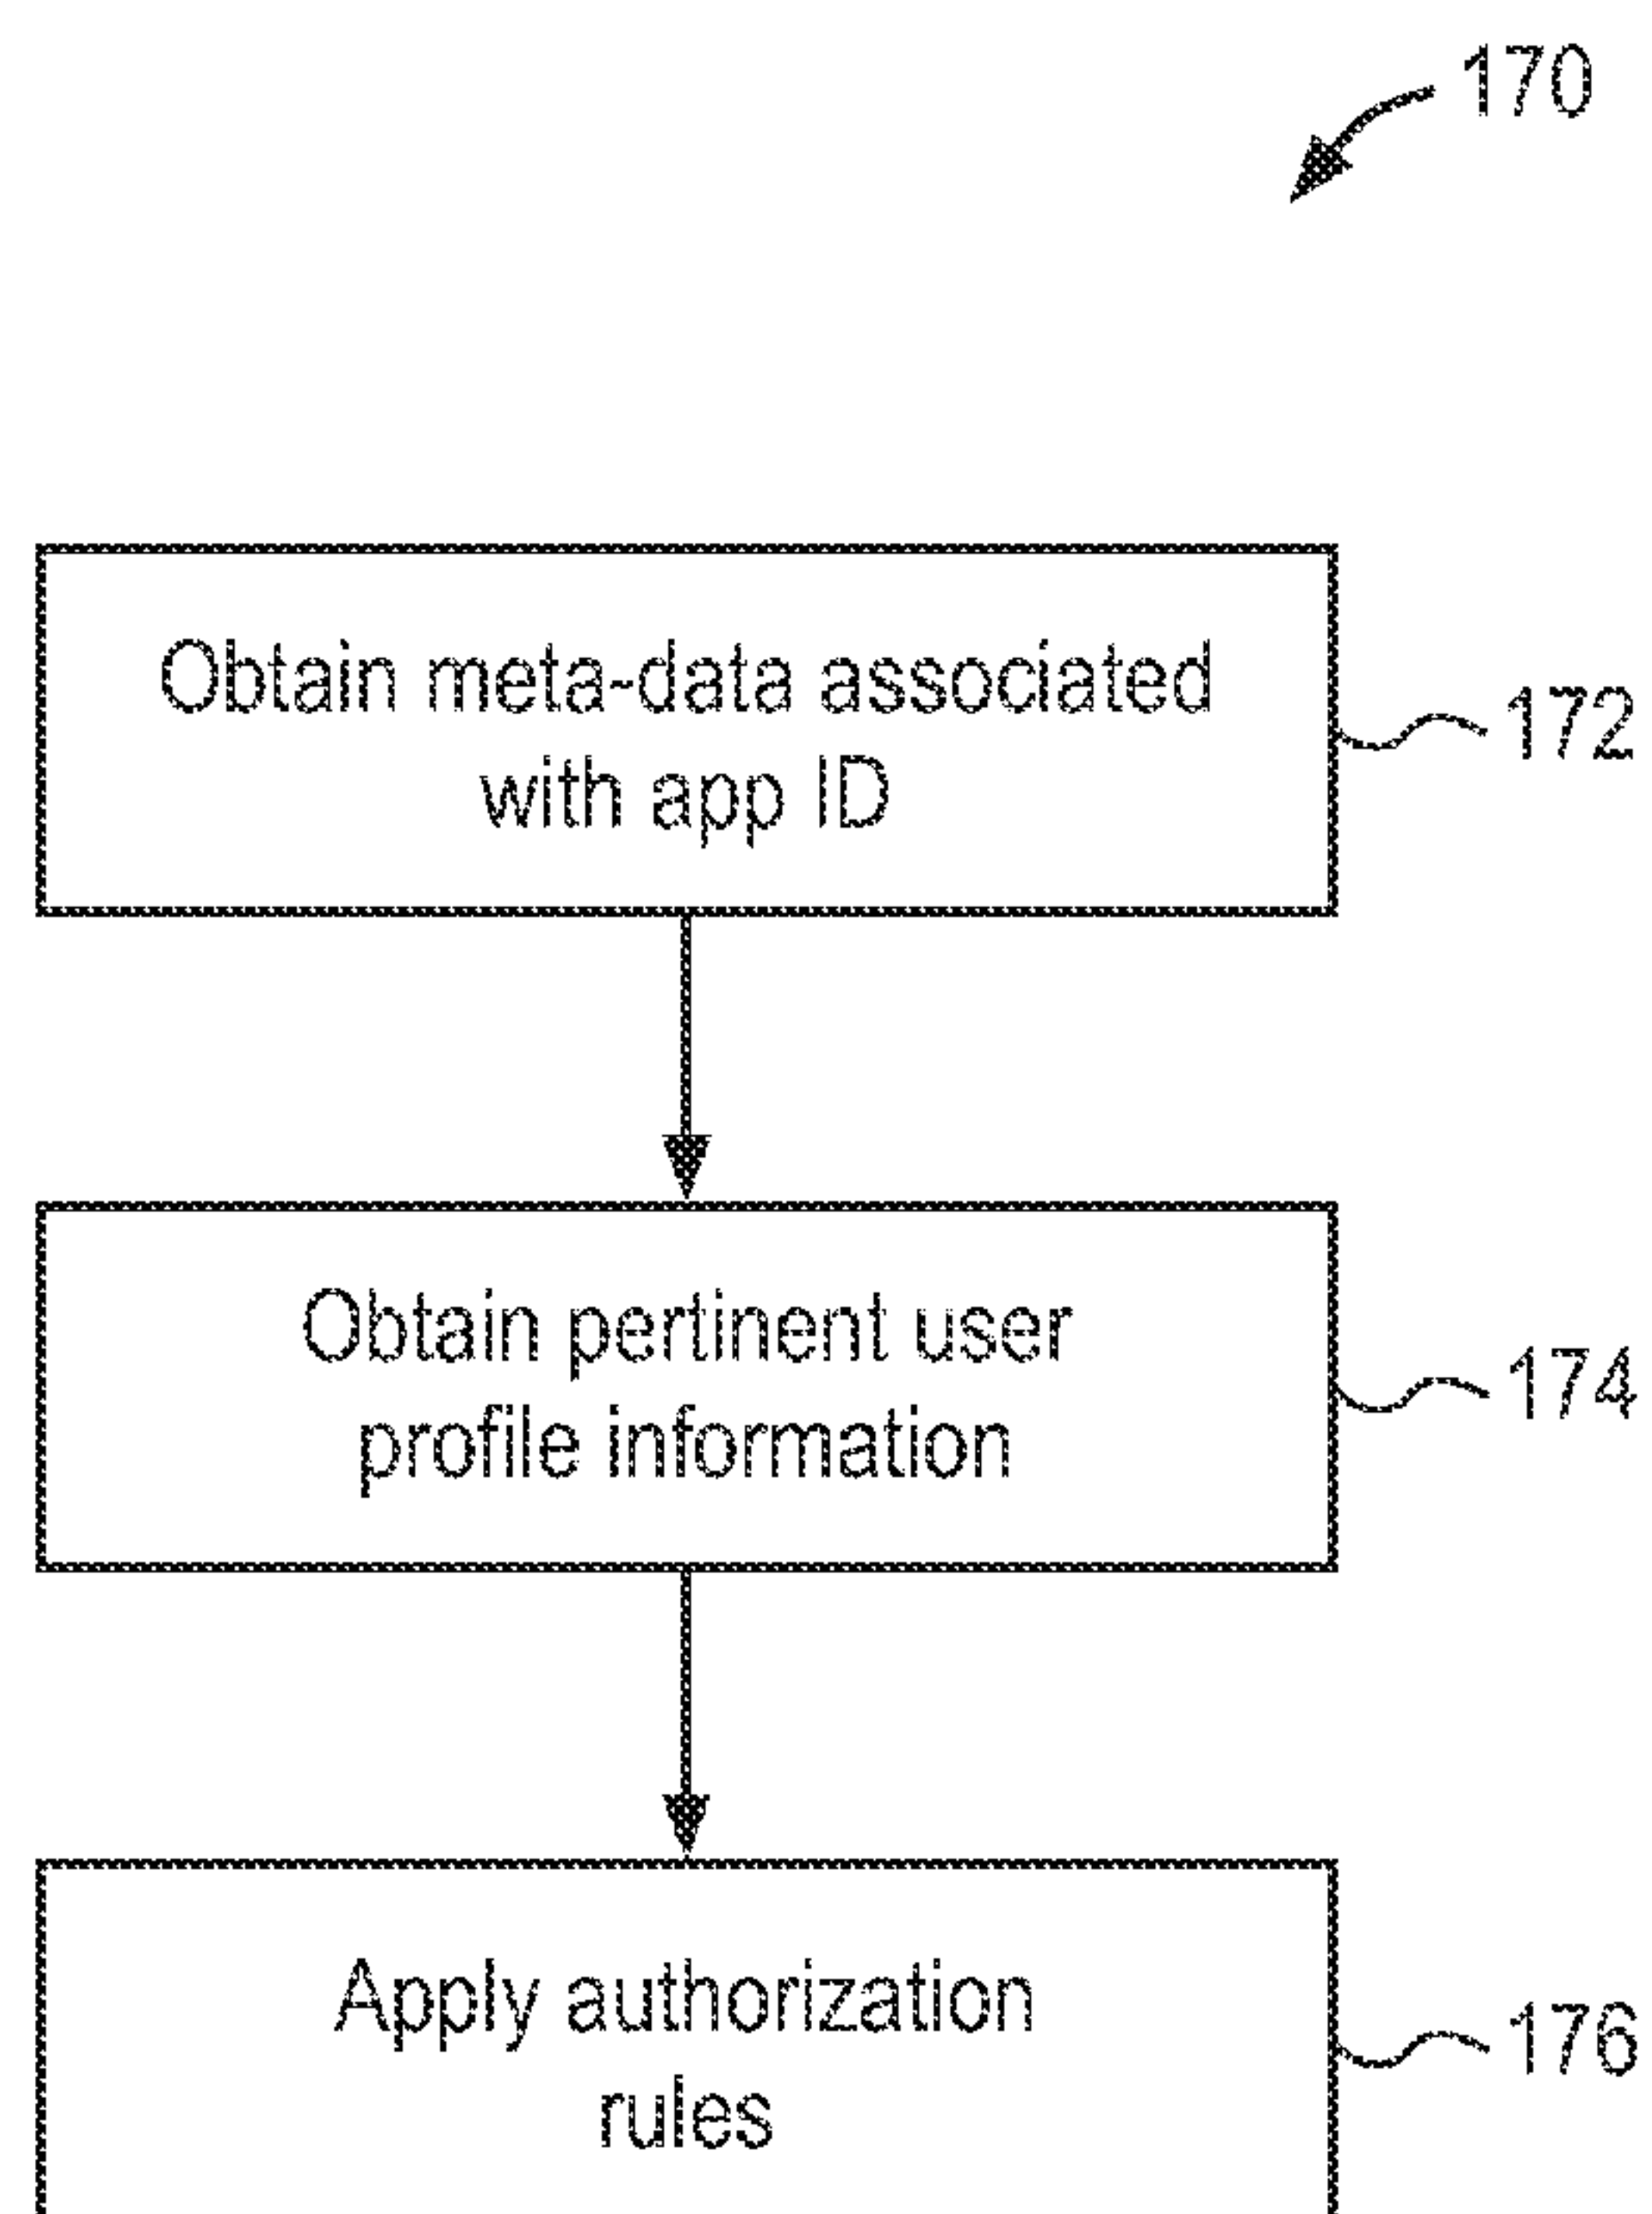 170
Obtain meta-data associated
with app ID
172
Obtain pertinent user
profile information
174
Apply authorization
rules
176